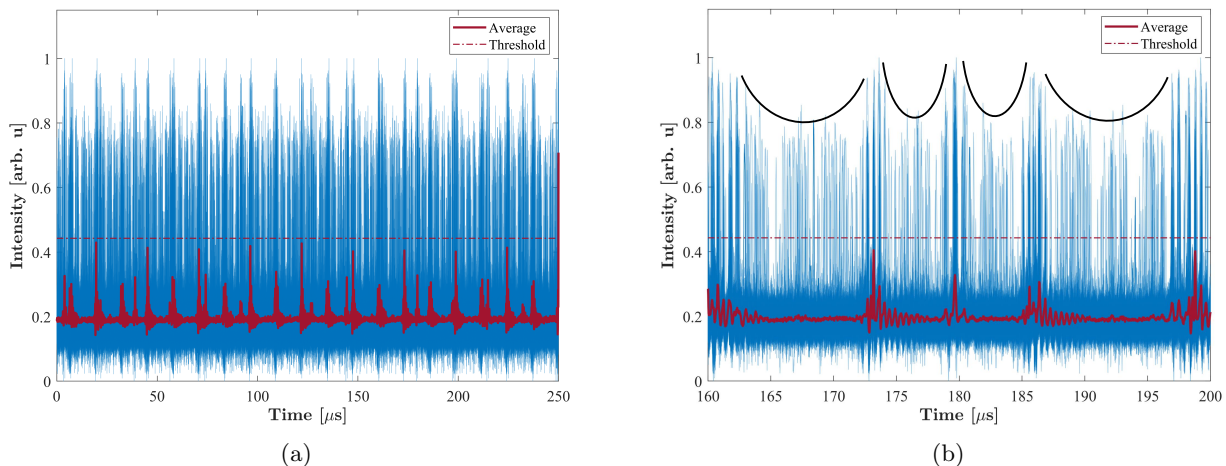 Average
Threshold
1
0.8
0.6
0.4
0.2
0
Intensity [arb. u]
0 50 100 150 200 250
Time [μs]
(a)
Average
Threshold
1
0.8
0.6
0.4
0.2
0
Intensity [arb. u]
160 165 170 175 180 185 190 195 200
Time [μs]
(b)